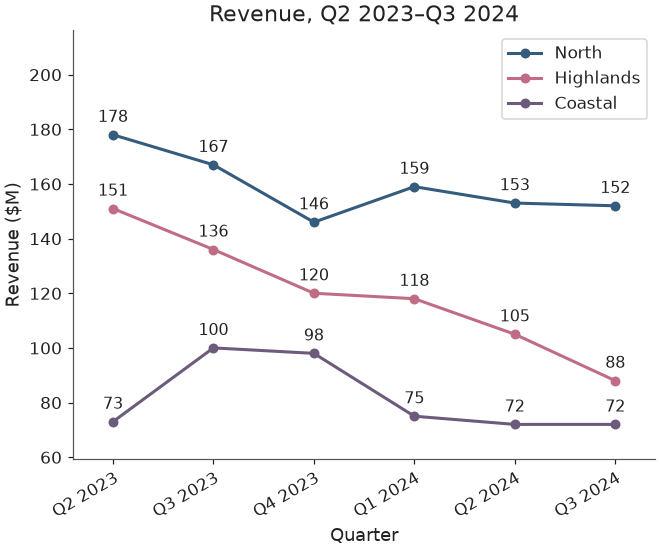 Revenue, Q2 2023–Q3 2024
North
Highlands
Coastal
Revenue ($M)
200
180
160
140
120
100
80
60
178
167
146
159
153
152
151
136
120
118
105
88
73
100
98
75
72
72
Q2 2023
Q3 2023
Q4 2023
Q1 2024
Q2 2024
Q3 2024
Quarter